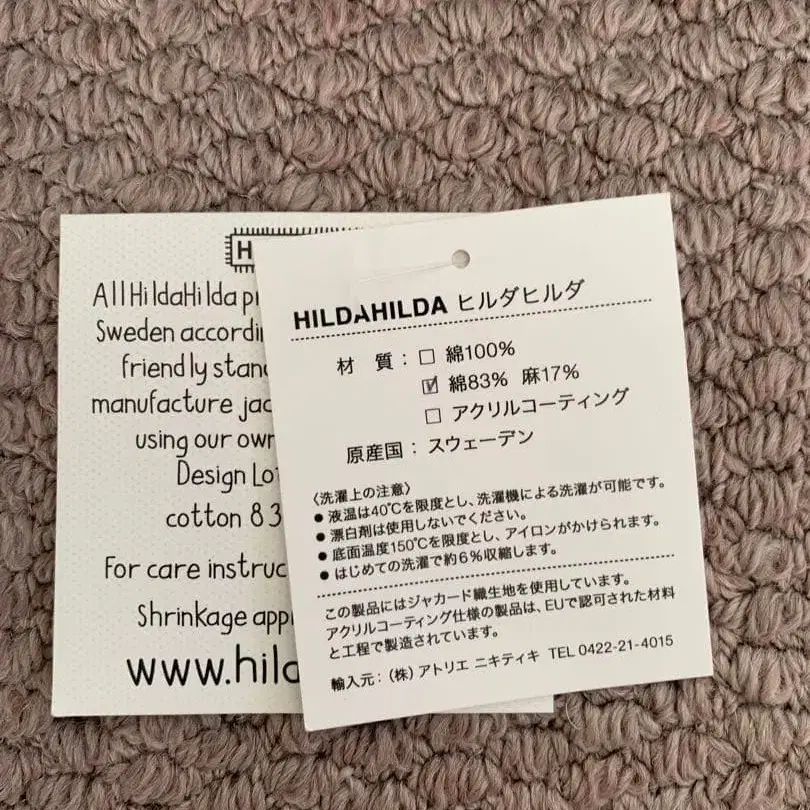 H
AllHildaHilda
Sweden
friendly
manufacture
using our own
Design
cotton 83
For care
Shrinkage
www.
HILDAHILDA ヒルダヒルダ
材 質：□ 綿100%
☑ 綿83% 麻17%
□ アクリルコーティング
原産国：スウェーデン
〈洗濯上の注意〉
● 液温は40℃を限度とし、洗濯機による洗濯が可能です。
● 漂白剤は使用しないでください。
● 底面温度150℃を限度とし、アイロンがかけられます。
● はじめての洗濯で約6%収縮します。
この製品にはジャカード織生地を使用しています。
アクリルコーティング仕様の製品は、EUで認可された材料
と工程で製造されています。
輸入元：（株）アトリエ ニキティキ TEL 0422-21-4015